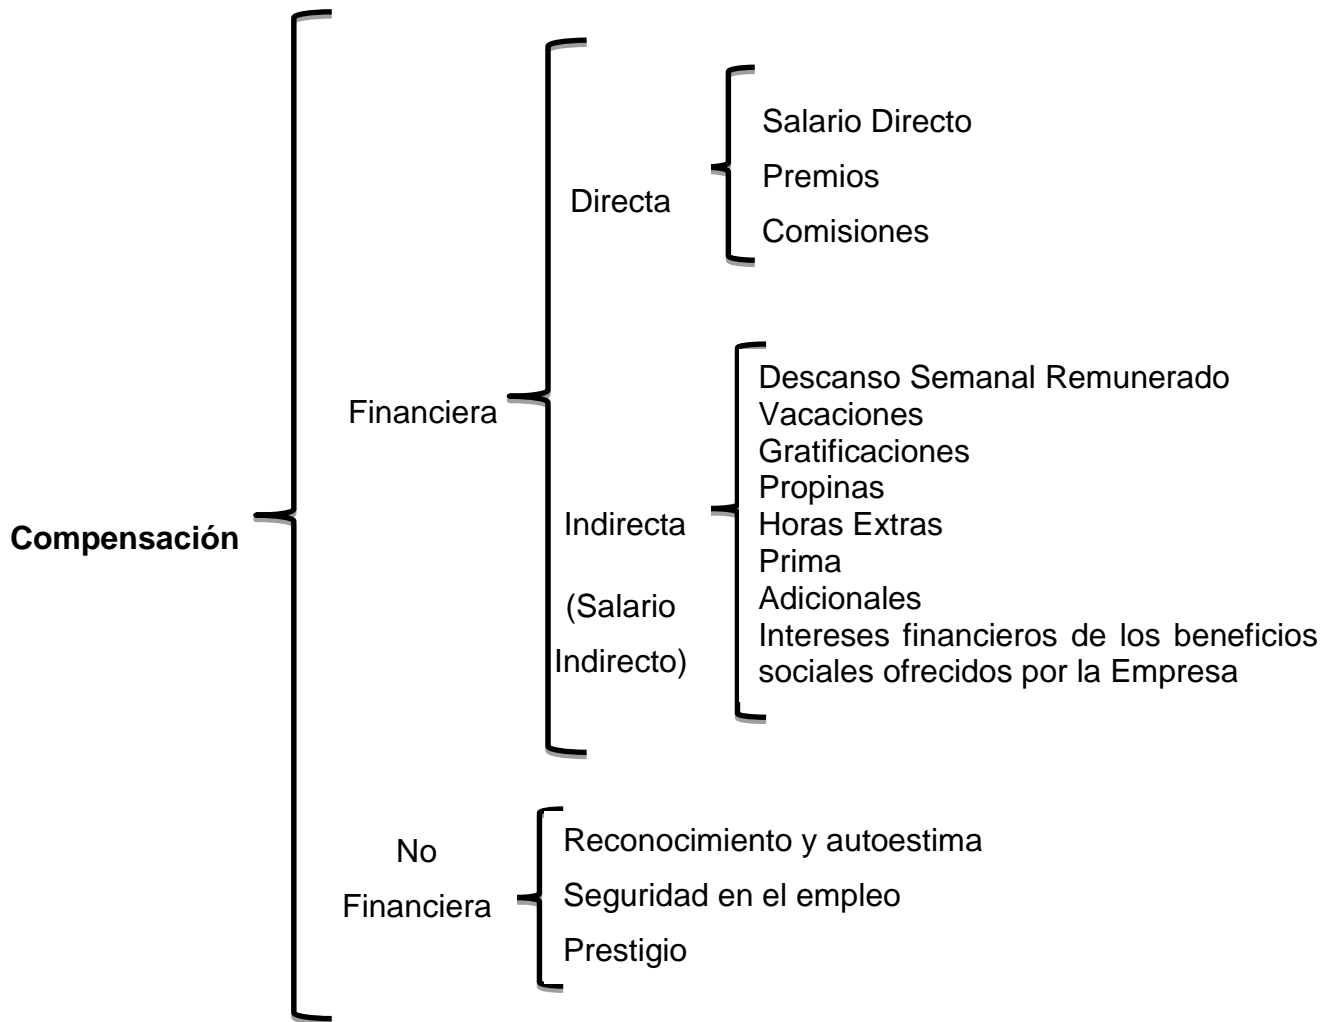 Compensación
Financiera
Directa
Salario Directo
Premios
Comisiones
Indirecta
(Salario
Indirecto)
Descanso Semanal Remunerado
Vacaciones
Gratificaciones
Propinas
Horas Extras
Prima
Adicionales
Intereses financieros de los beneficios
sociales ofrecidos por la Empresa
No
Financiera
Reconocimiento y autoestima
Seguridad en el empleo
Prestigio